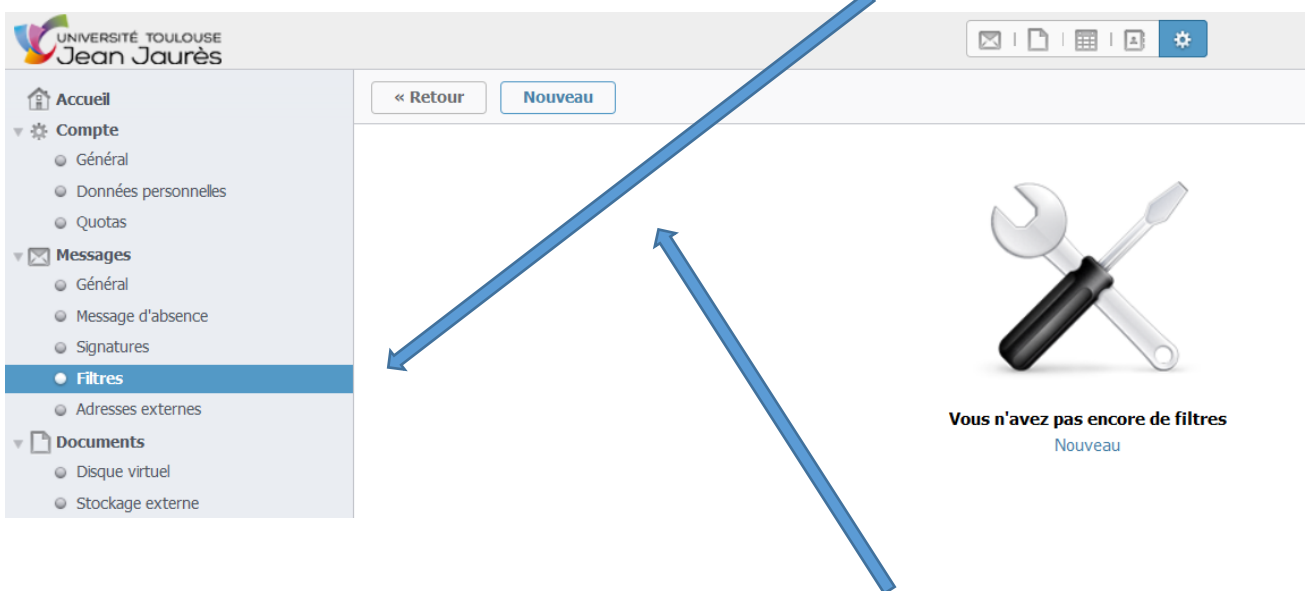 UNIVERSITÉ TOULOUSE
Jean Jaurès
Accueil
Compte
Général
Données personnelles
Quotas
Messages
Général
Message d'absence
Signatures
Filtres
Adresses externes
Documents
Disque virtuel
Stockage externe
« Retour
Nouveau
Vous n'avez pas encore de filtres
Nouveau